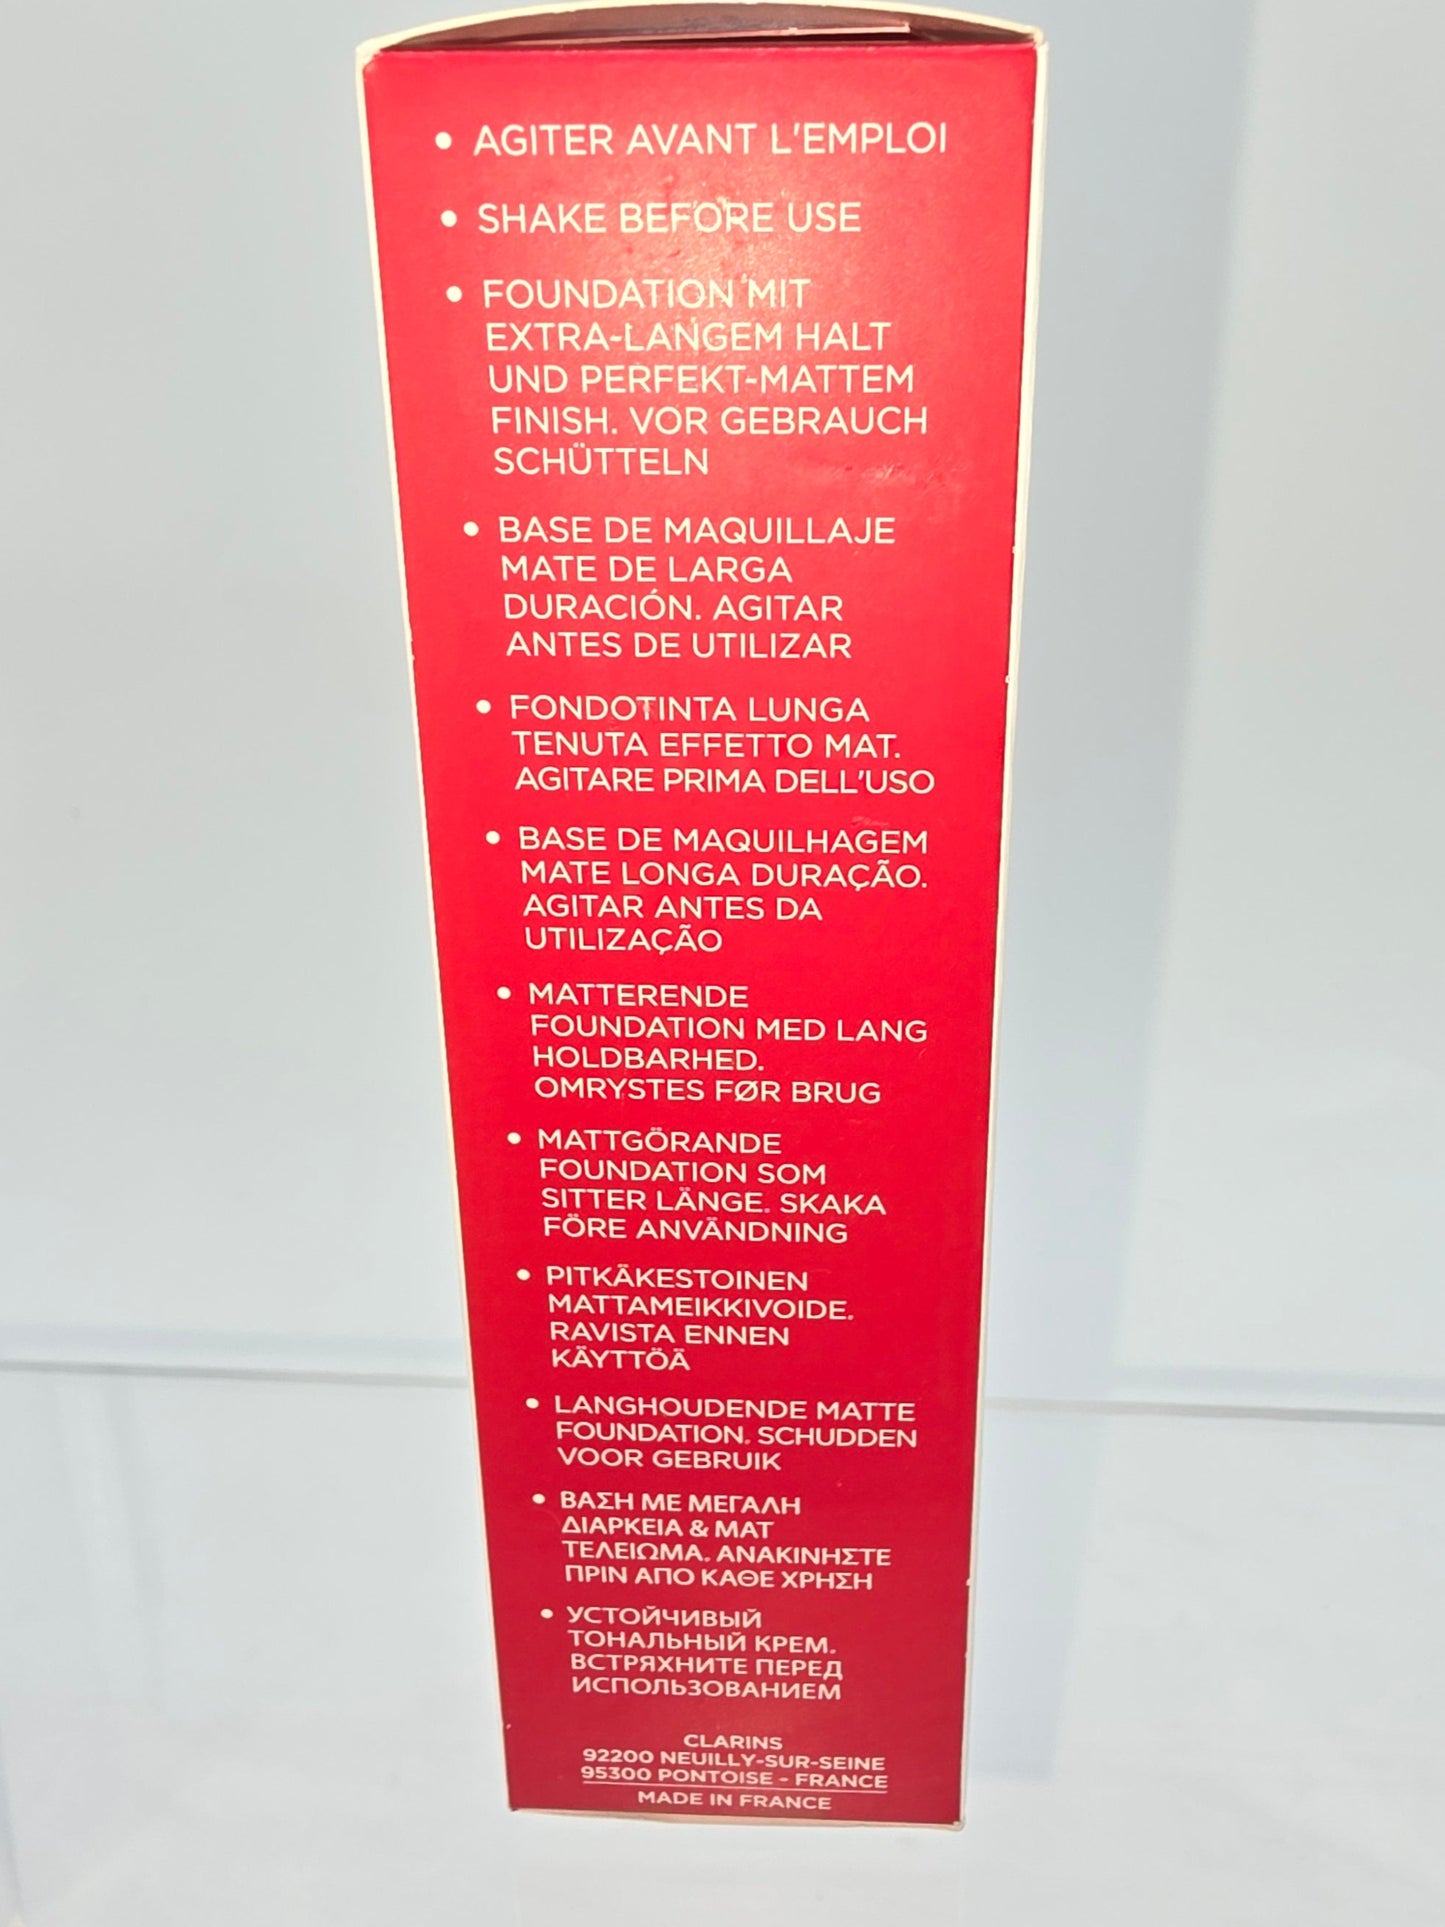 • AGITER AVANT L'EMPLOI
• SHAKE BEFORE USE
• FOUNDATION MIT
EXTRA-LANGEM HALT
UND PERFEKT-MATTEM
FINISH. VOR GEBRAUCH
SCHÜTTELN
• BASE DE MAQUILLAJE
MATE DE LARGA
DURACIÓN. AGITAR
ANTES DE UTILIZAR
• FONDOTINTA LUNGA
TENUTA EFFETTO MAT.
AGITARE PRIMA DELL'USO
• BASE DE MAQUILHAGEM
MATE LONGA DURAÇÃO.
AGITAR ANTES DA
UTILIZAÇÃO
• MATTERENDE
FOUNDATION MED LANG
HOLDBARHED.
OMRYSTES FØR BRUG
• MATTGÖRANDE
FOUNDATION SOM
SITTER LÄNGE. SKAKA
FÖRE ANVÄNDNING
• PITKÄKESTOINEN
MATTAMEIKKIVOIDE.
RAVISTA ENNEN
KÄYTTÖÄ
• LANGHOUDENDE MATTE
FOUNDATION. SCHUDDEN
VOOR GEBRUIK
• ΒΑΣΗ ΜΕ ΜΕΓΑΛΗ
ΔΙΑΡΚΕΙΑ & ΜΑΤ
ΤΕΛΕΙΩΜΑ. ΑΝΑΚΙΝΗΣΤΕ
ΠΡΙΝ ΑΠΟ ΚΑΘΕ ΧΡΗΣΗ
• УСТОЙЧИВЫЙ
ТОНАЛЬНЫЙ КРЕМ.
ВСТРЯХНИТЕ ПЕРЕД
ИСПОЛЬЗОВАНИЕМ
CLARINS
92200 NEUILLY-SUR-SEINE
95300 PONTOISE - FRANCE
MADE IN FRANCE